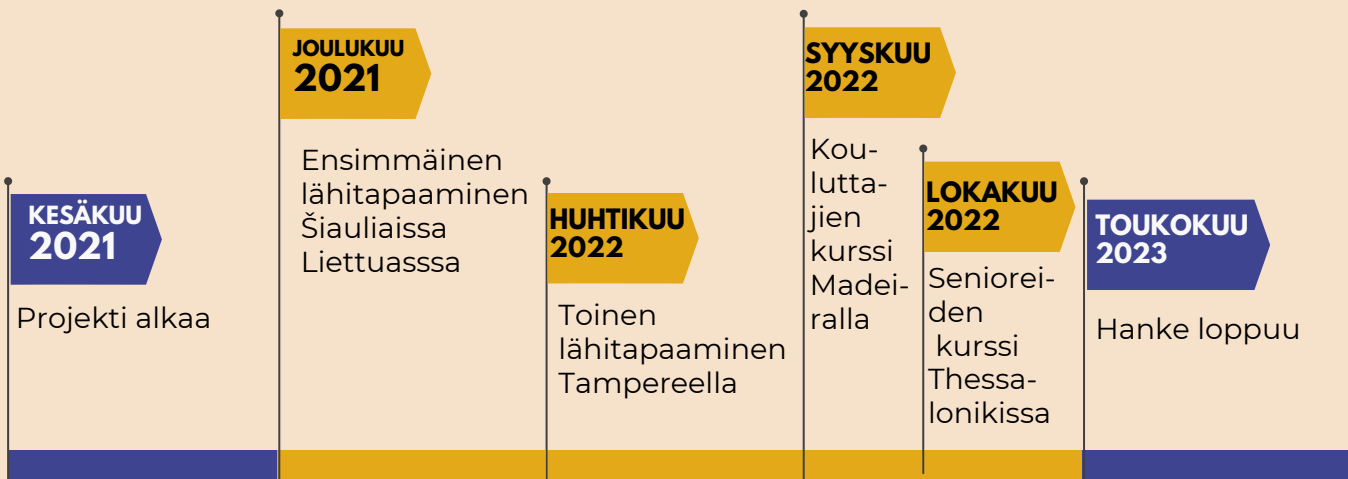 KESÄKUU
2021
Projekti alkaa
JOULUKUU
2021
Ensimmäinen
lähitapaaminen
Šiauliaissa
Liettuasssa
HUHTIKUU
2022
Toinen
lähitapaaminen
Tampereella
SYYSKUU
2022
Kou-
lutta-
jien
kurssi
Madei-
ralla
LOKAKUU
2022
Seniorei-
den
kurssi
Thessa-
lonikissa
TOUKOKUU
2023
Hanke loppuu